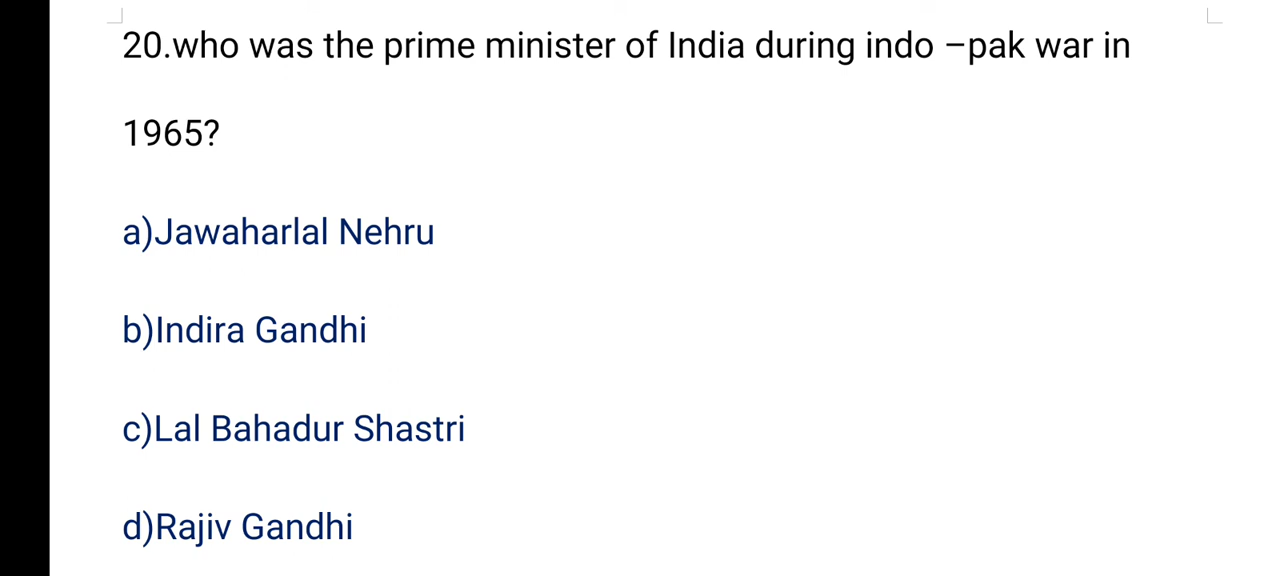 20.who was the prime minister of India during indo –pak war in
1965?
a)Jawaharlal Nehru
b)Indira Gandhi
c)Lal Bahadur Shastri
d)Rajiv Gandhi